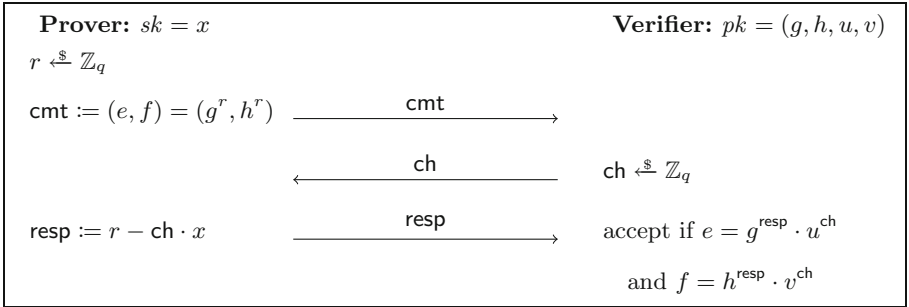 Prover: sk = x Verifier: pk = (g, h, u, v)
r ←$ ℤ_q
cmt := (e, f) = (g^r, h^r) cmt
ch ch ←$ ℤ_q
resp := r − ch · x resp accept if e = g^resp · u^ch
and f = h^resp · v^ch